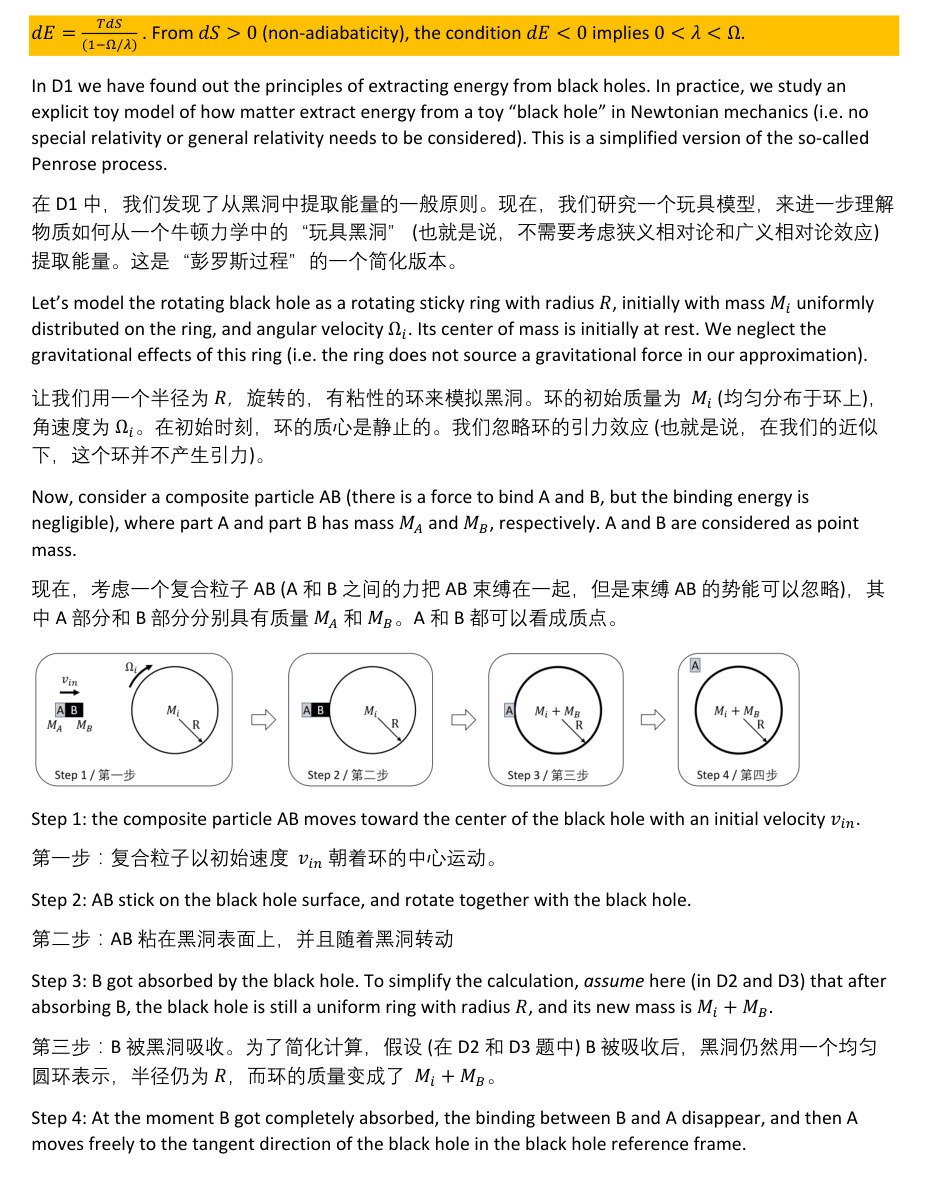 dE = TdS/(1−Ω/λ) . From dS > 0 (non-adiabaticity), the condition dE < 0 implies 0 < λ < Ω.
In D1 we have found out the principles of extracting energy from black holes. In practice, we study an
explicit toy model of how matter extract energy from a toy “black hole” in Newtonian mechanics (i.e. no
special relativity or general relativity needs to be considered). This is a simplified version of the so-called
Penrose process.
在 D1 中，我们发现了从黑洞中提取能量的一般原则。现在，我们研究一个玩具模型，来进一步理解
物质如何从一个牛顿力学中的 “玩具黑洞” (也就是说，不需要考虑狭义相对论和广义相对论效应)
提取能量。这是 “彭罗斯过程” 的一个简化版本。
Let’s model the rotating black hole as a rotating sticky ring with radius R, initially with mass M_i uniformly
distributed on the ring, and angular velocity Ω_i. Its center of mass is initially at rest. We neglect the
gravitational effects of this ring (i.e. the ring does not source a gravitational force in our approximation).
让我们用一个半径为 R，旋转的，有粘性的环来模拟黑洞。环的初始质量为 M_i (均匀分布于环上)，
角速度为 Ω_i。在初始时刻，环的质心是静止的。我们忽略环的引力效应 (也就是说，在我们的近似
下，这个环并不产生引力)。
Now, consider a composite particle AB (there is a force to bind A and B, but the binding energy is
negligible), where part A and part B has mass M_A and M_B, respectively. A and B are considered as point
mass.
现在，考虑一个复合粒子 AB (A 和 B 之间的力把 AB 束缚在一起，但是束缚 AB 的势能可以忽略)，其
中 A 部分和 B 部分分别具有质量 M_A 和 M_B。A 和 B 都可以看成质点。
v_in Ω_i A B M_A M_B M_i R
Step 1 / 第一步
A B M_i R
Step 2 / 第二步
A M_i + M_B R
Step 3 / 第三步
A M_i + M_B R
Step 4 / 第四步
Step 1: the composite particle AB moves toward the center of the black hole with an initial velocity v_in.
第一步：复合粒子以初始速度 v_in 朝着环的中心运动。
Step 2: AB stick on the black hole surface, and rotate together with the black hole.
第二步：AB 粘在黑洞表面上，并且随着黑洞转动
Step 3: B got absorbed by the black hole. To simplify the calculation, assume here (in D2 and D3) that after
absorbing B, the black hole is still a uniform ring with radius R, and its new mass is M_i + M_B.
第三步：B 被黑洞吸收。为了简化计算，假设 (在 D2 和 D3 题中) B 被吸收后，黑洞仍然用一个均匀
圆环表示，半径仍为 R，而环的质量变成了 M_i + M_B。
Step 4: At the moment B got completely absorbed, the binding between B and A disappear, and then A
moves freely to the tangent direction of the black hole in the black hole reference frame.